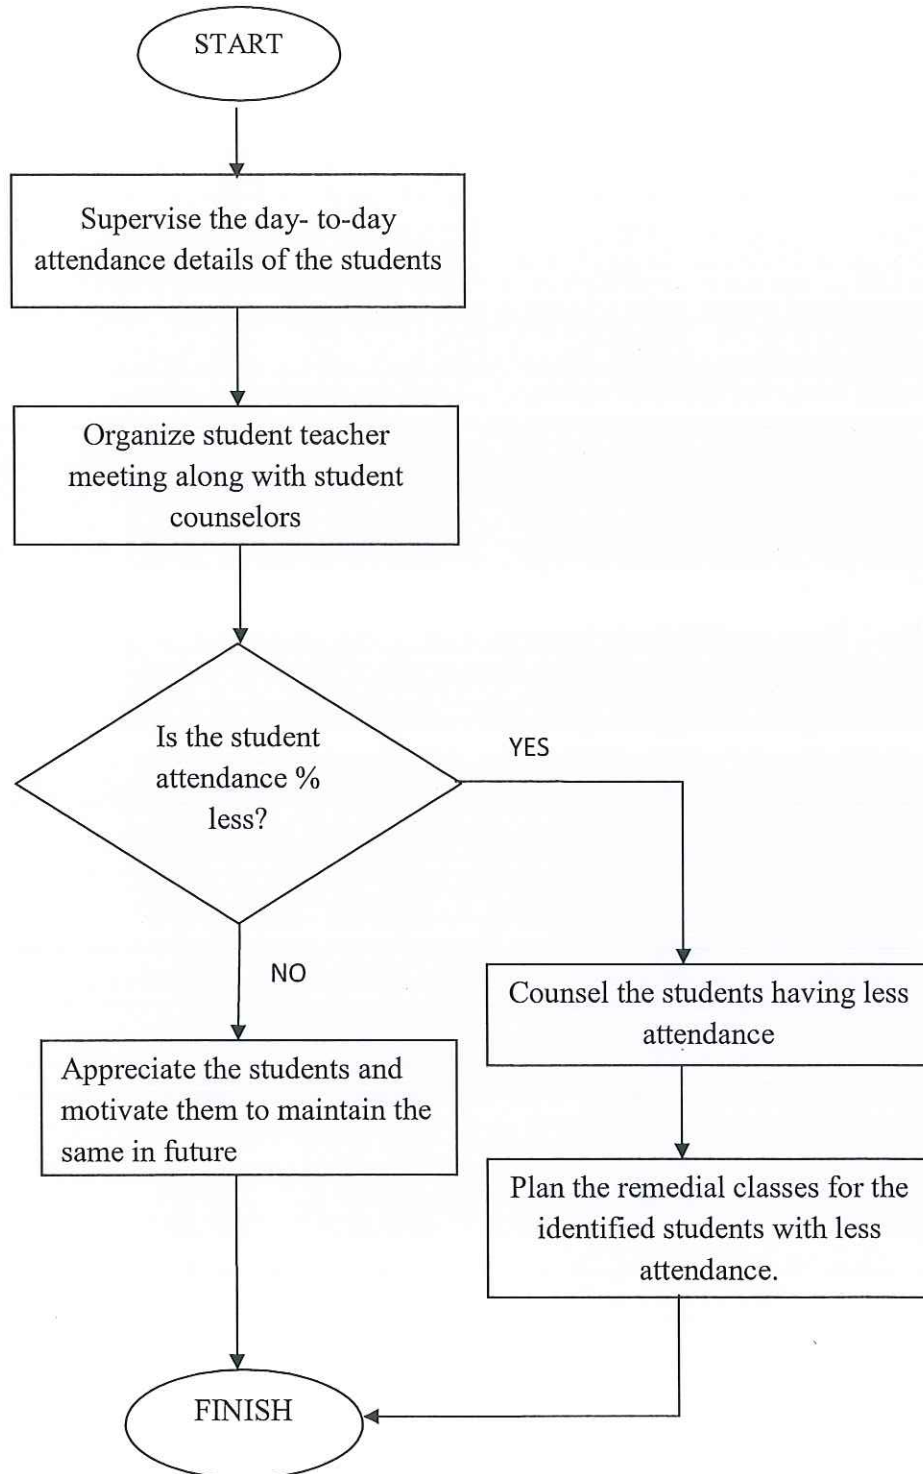 START
Supervise the day- to-day
attendance details of the students
Organize student teacher
meeting along with student
counselors
Is the student
attendance %
less?
YES
NO
Counsel the students having less
attendance
Appreciate the students and
motivate them to maintain the
same in future
Plan the remedial classes for the
identified students with less
attendance.
FINISH